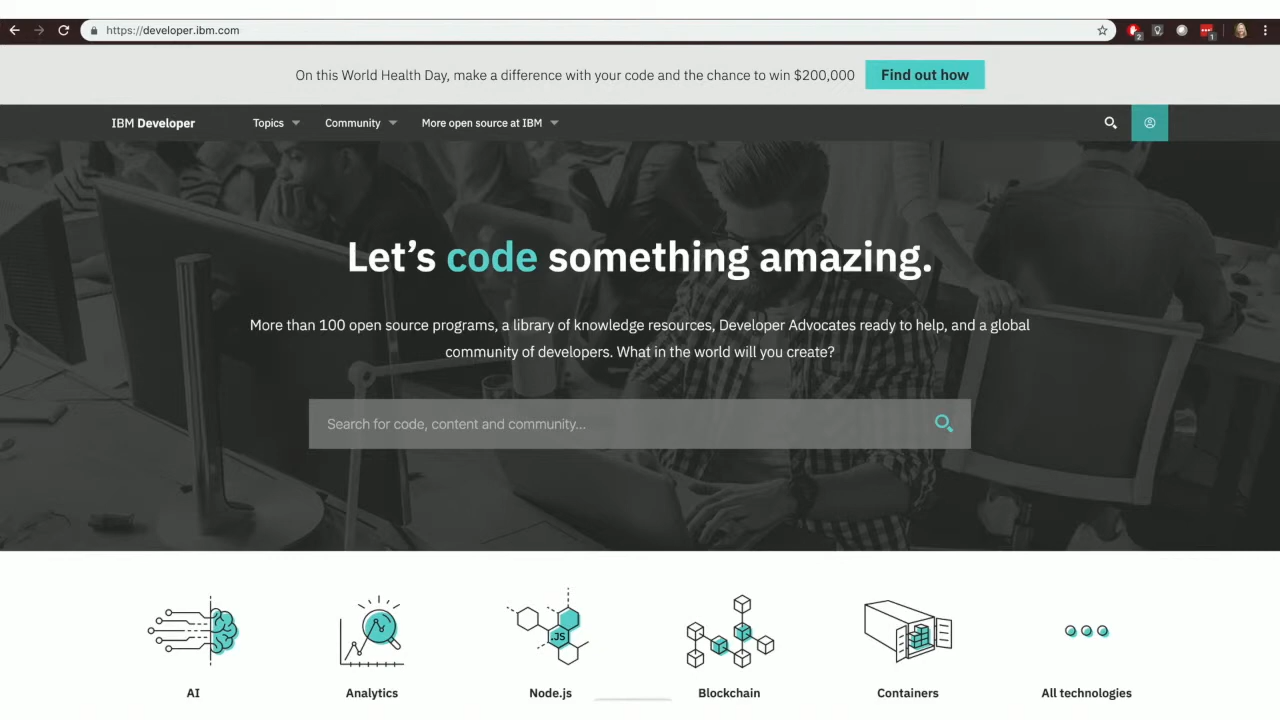 https://developer.ibm.com
2
1
On this World Health Day, make a difference with your code and the chance to win $200,000
Find out how
IBM Developer
Topics
Community
More open source at IBM
Let’s code something amazing.
More than 100 open source programs, a library of knowledge resources, Developer Advocates ready to help, and a global
community of developers. What in the world will you create?
Search for code, content and community...
.JS
AI
Analytics
Node.js
Blockchain
Containers
All technologies